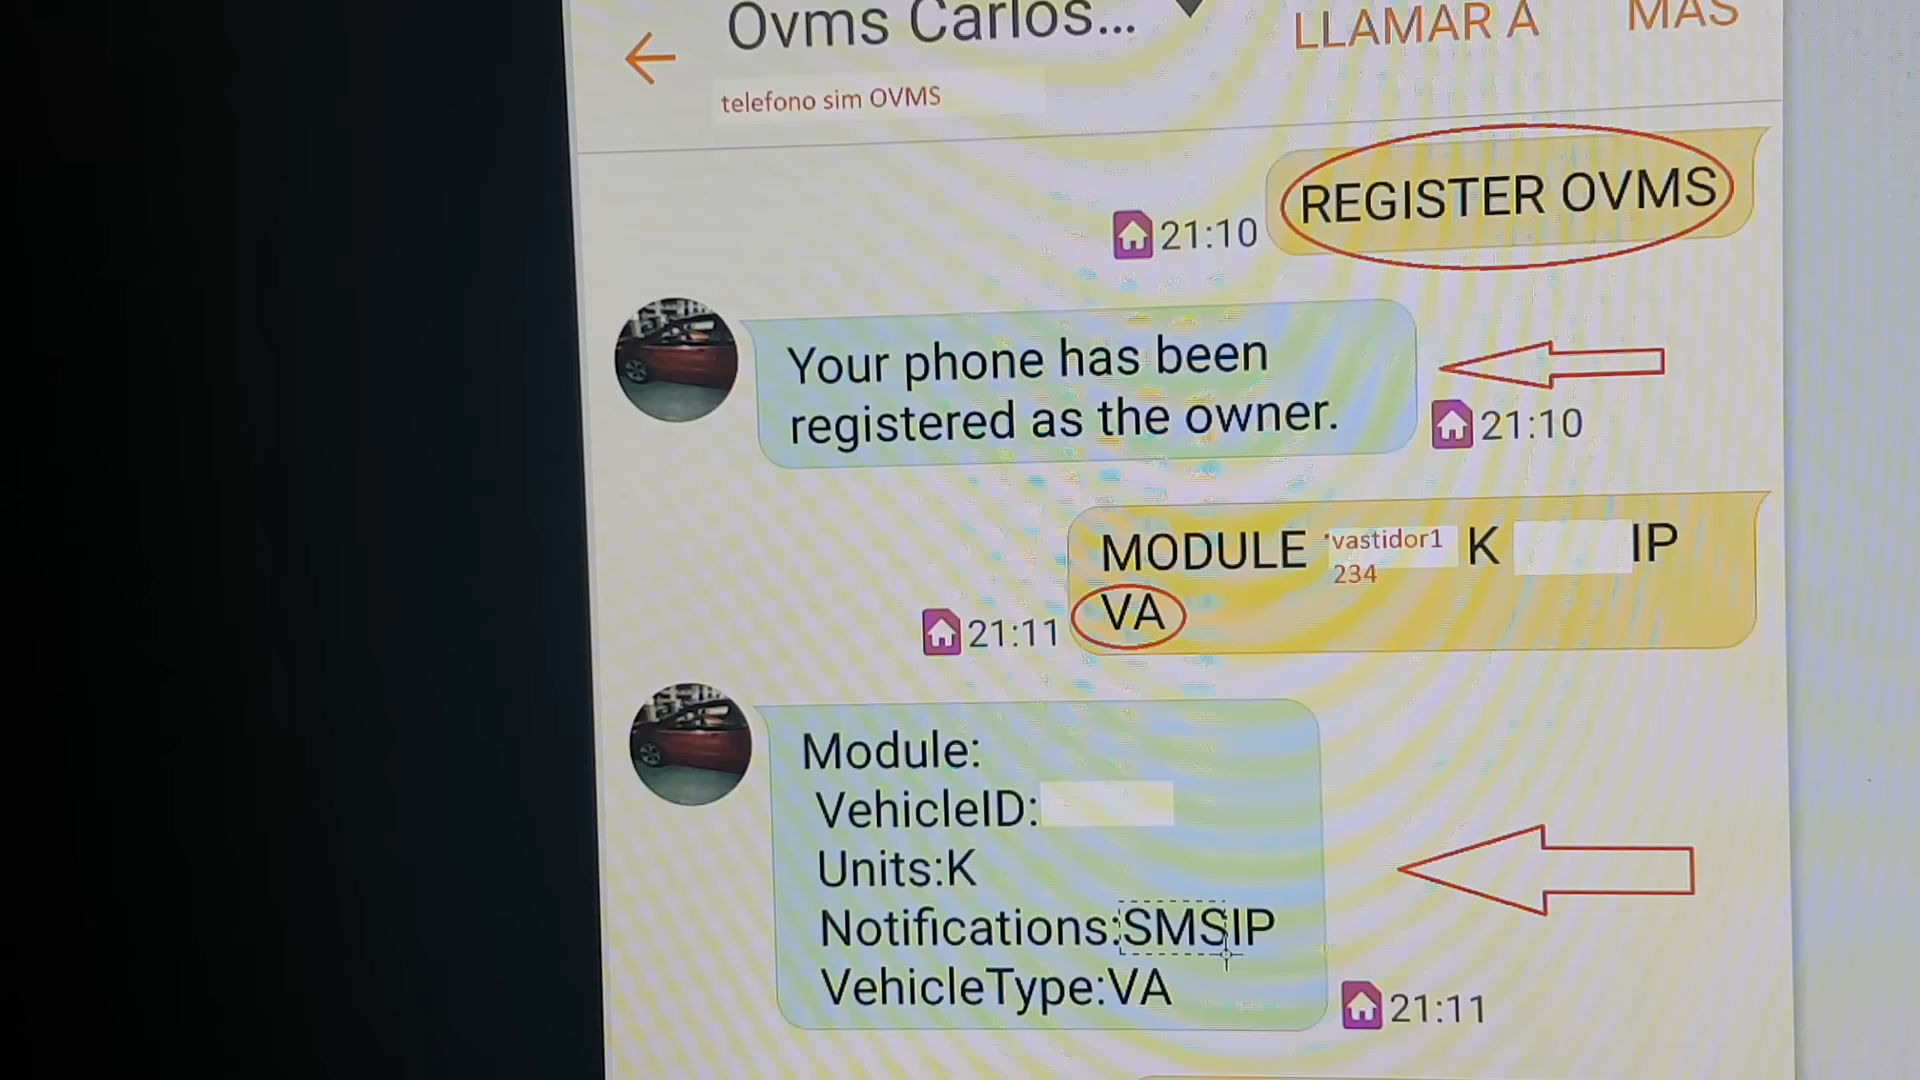 Ovms Carlos...
LLAMAR A
MÁS
telefono sim OVMS
REGISTER OVMS
21:10
Your phone has been
registered as the owner.
21:10
MODULE vastidor1 K IP
234
VA
21:11
Module:
VehicleID:
Units:K
Notifications:SMSIP
VehicleType:VA
21:11